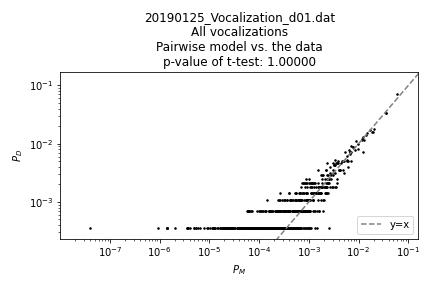 20190125_Vocalization_d01.dat
All vocalizations
Pairwise model vs. the data
p-value of t-test: 1.00000
10⁻¹
10⁻²
10⁻³
P_D
y=x
10⁻⁷ 10⁻⁶ 10⁻⁵ 10⁻⁴ 10⁻³ 10⁻² 10⁻¹
P_M